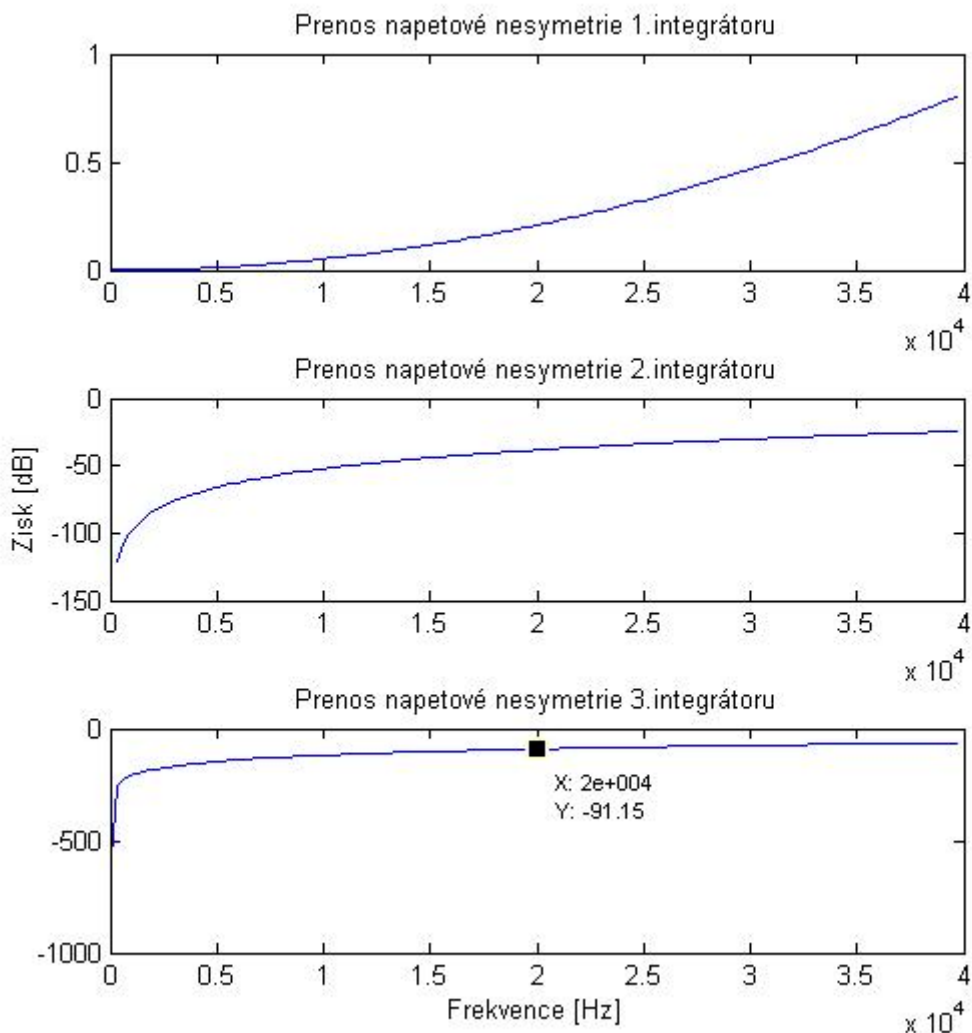 Prenos napetové nesymetrie 1.integrátoru
1
0.5
0
0 0.5 1 1.5 2 2.5 3 3.5 4
x 10^4
Prenos napetové nesymetrie 2.integrátoru
0
-50
-100
-150
Zisk [dB]
0 0.5 1 1.5 2 2.5 3 3.5 4
x 10^4
Prenos napetové nesymetrie 3.integrátoru
0
-500
-1000
X: 2e+004
Y: -91.15
0 0.5 1 1.5 2 2.5 3 3.5 4
Frekvence [Hz]
x 10^4